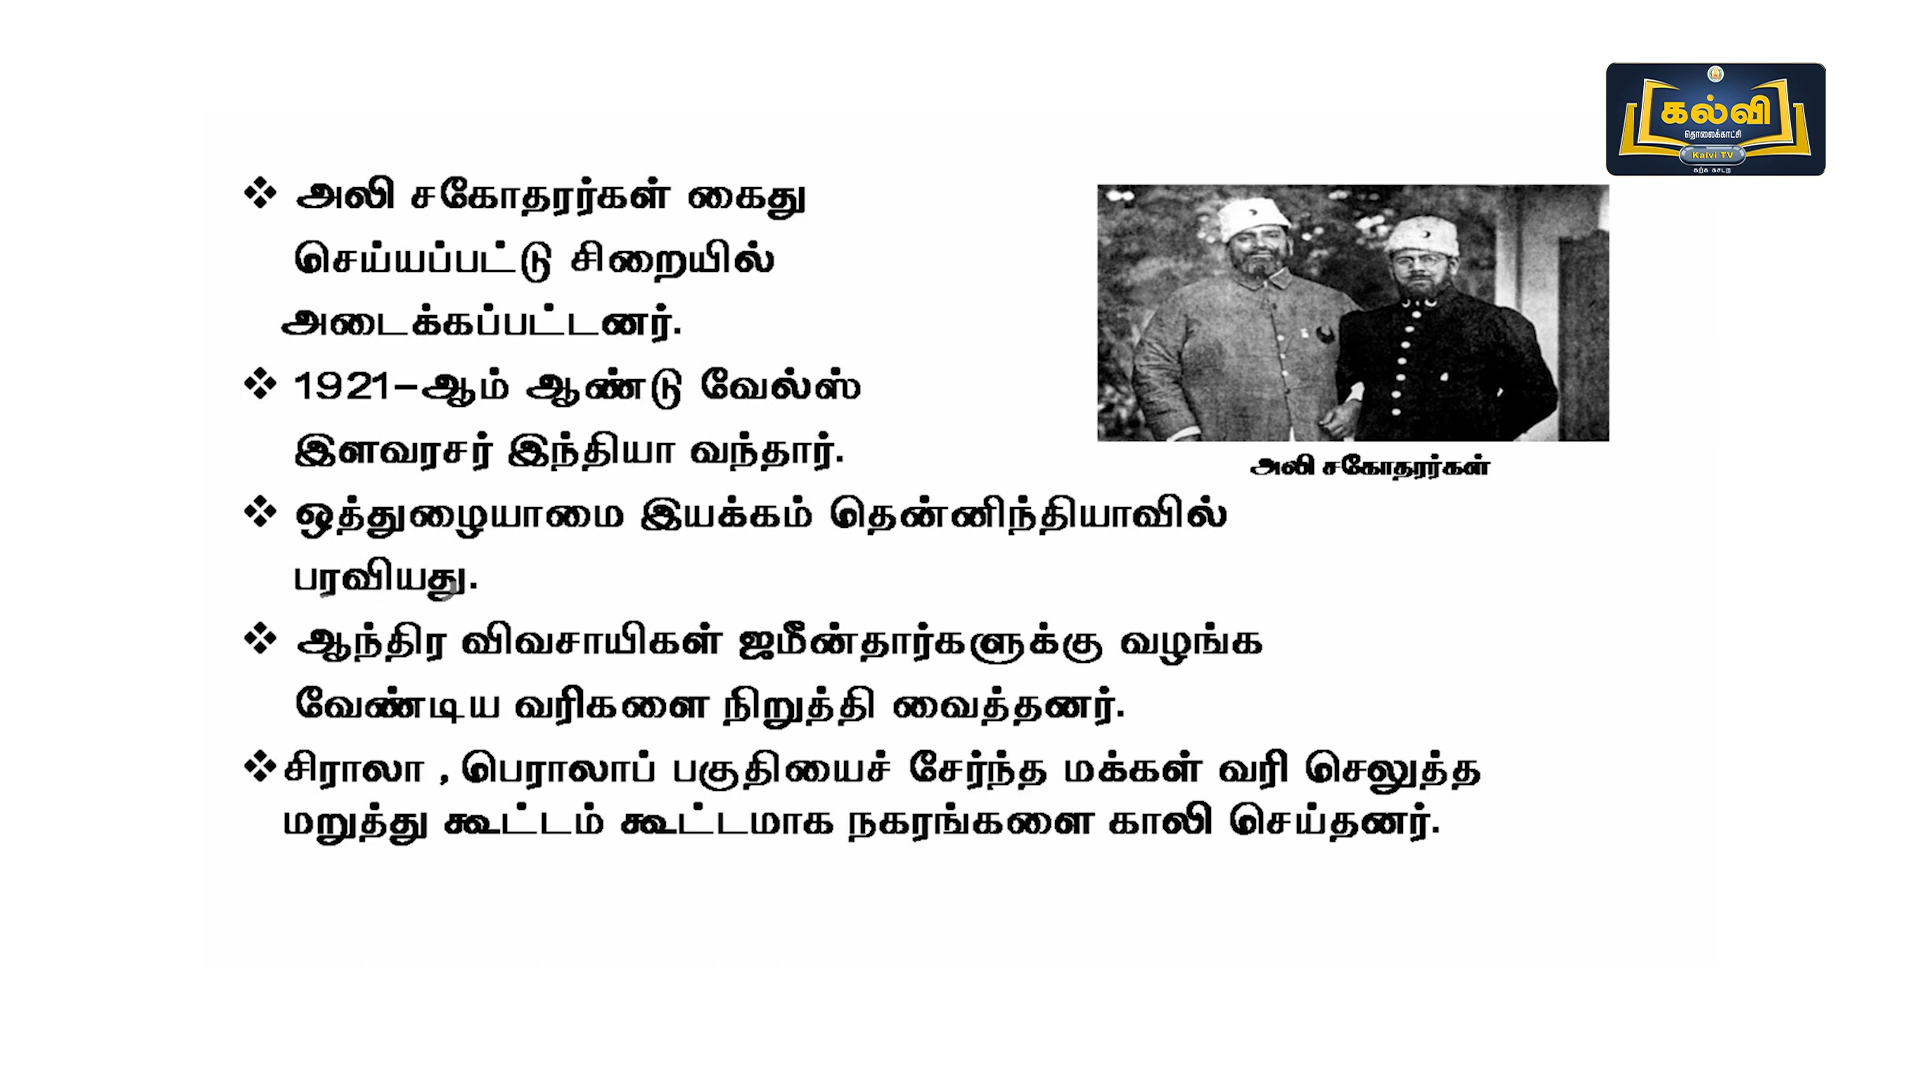 கல்வி
தொலைக்காட்சி
Kalvi TV
கற்க கசடற
❖ அலி சகோதரர்கள் கைது
செய்யப்பட்டு சிறையில்
அடைக்கப்பட்டனர்.
❖ 1921-ஆம் ஆண்டு வேல்ஸ்
இளவரசர் இந்தியா வந்தார்.
அலி சகோதரர்கள்
❖ ஒத்துழையாமை இயக்கம் தென்னிந்தியாவில்
பரவியது.
❖ ஆந்திர விவசாயிகள் ஜமீன்தார்களுக்கு வழங்க
வேண்டிய வரிகளை நிறுத்தி வைத்தனர்.
❖சிராலா , பெராலாப் பகுதியைச் சேர்ந்த மக்கள் வரி செலுத்த
மறுத்து கூட்டம் கூட்டமாக நகரங்களை காலி செய்தனர்.